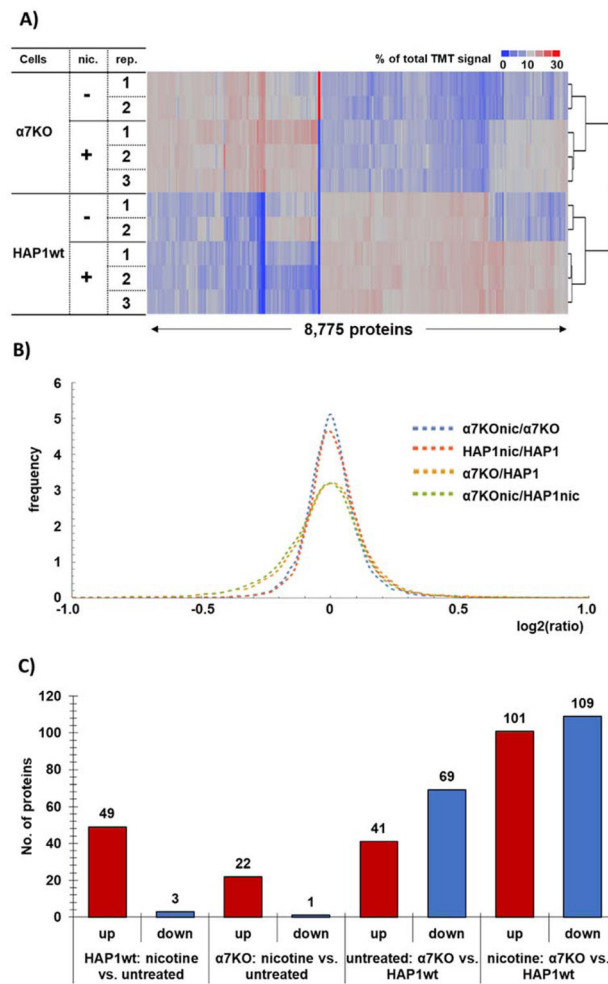 A)
% of total TMT signal
0 10 30
Cells nic. rep.
α7KO - 1
2
+ 1
2
3
HAP1wt - 1
2
+ 1
2
3
8,775 proteins
B)
frequency
6
5
4
3
2
1
0
α7KOnic/α7KO
HAP1nic/HAP1
α7KO/HAP1
α7KOnic/HAP1nic
-1.0 -0.5 0 0.5 1.0
log2(ratio)
C)
No. of proteins
120
100
80
60
40
20
0
49 3 22 1 41 69 101 109
up down up down up down up down
HAP1wt: nicotine α7KO: nicotine vs. untreated: α7KO vs. nicotine: α7KO vs.
vs. untreated untreated HAP1wt HAP1wt